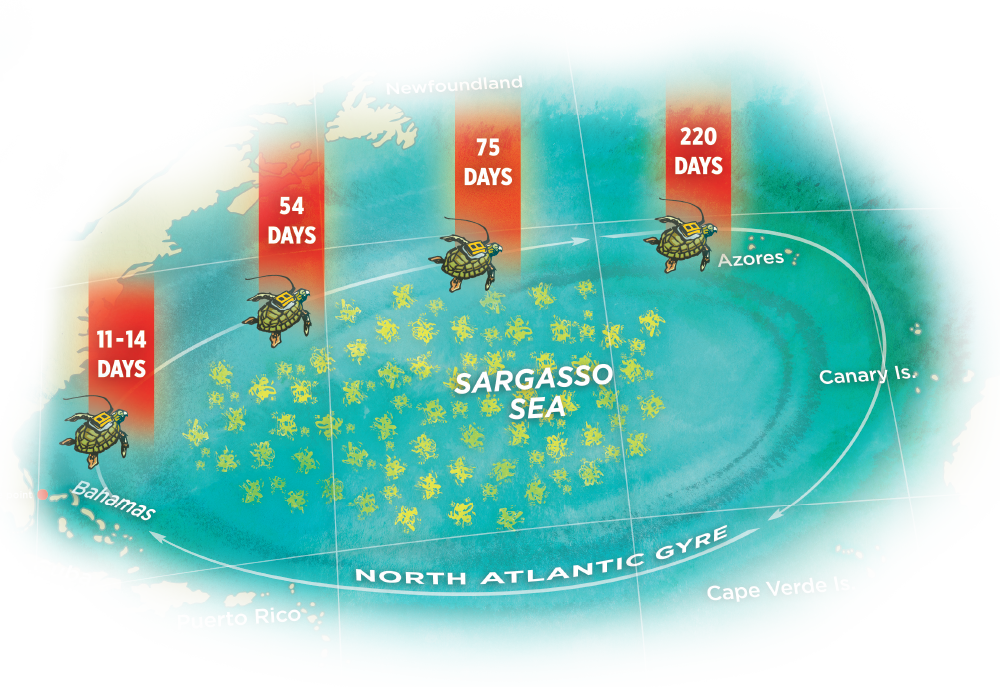 Newfoundland
75
DAYS
220
DAYS
54
DAYS
Azores
11-14
DAYS
SARGASSO
SEA
Canary Is.
Bahamas
NORTH ATLANTIC GYRE
Cape Verde Is.
Puerto Rico